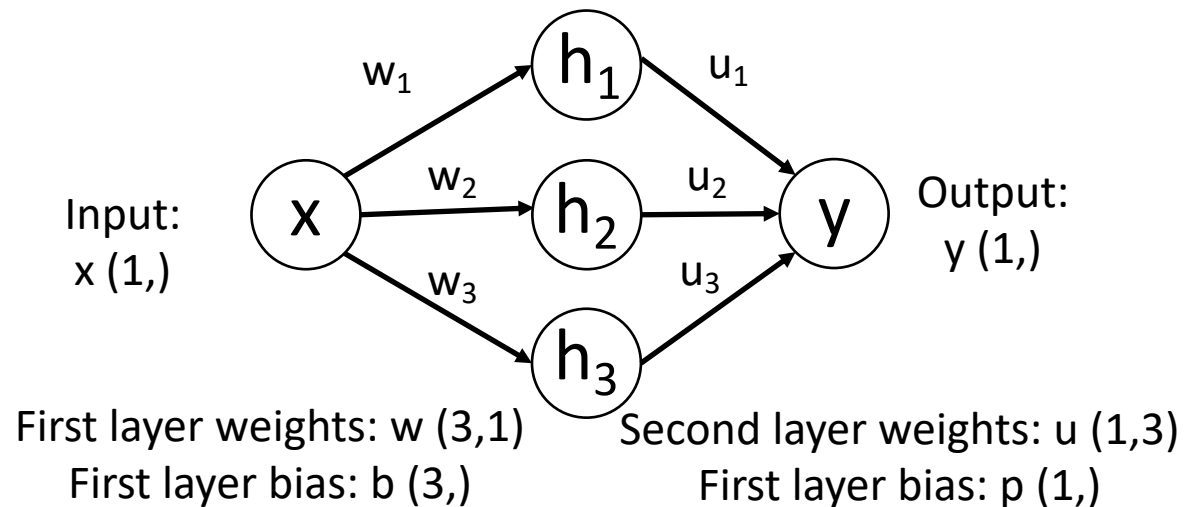 w₁
h₁
u₁
w₂
u₂
Input:
x (1,)
x
h₂
y
Output:
y (1,)
w₃
u₃
h₃
First layer weights: w (3,1)
First layer bias: b (3,)
Second layer weights: u (1,3)
First layer bias: p (1,)